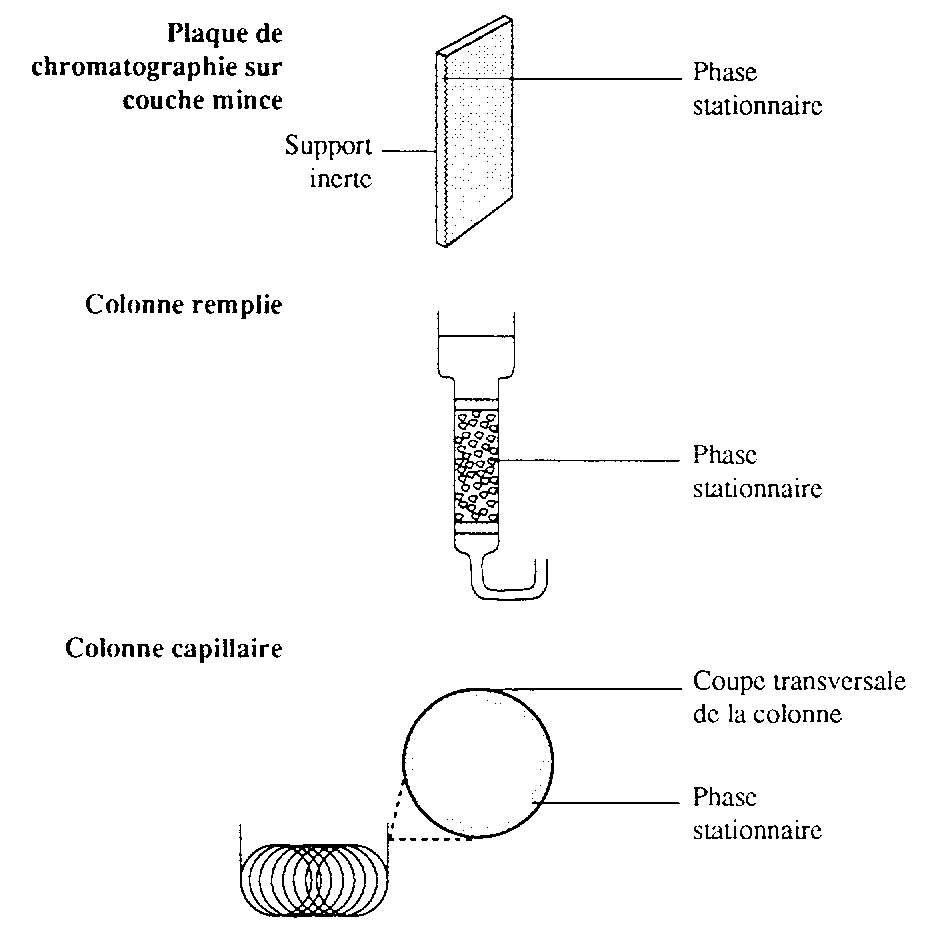 Plaque de
chromatographie sur
couche mince
Phase
stationnaire
Support
inerte
Colonne remplie
Phase
stationnaire
Colonne capillaire
Coupe transversale
de la colonne
Phase
stationnaire